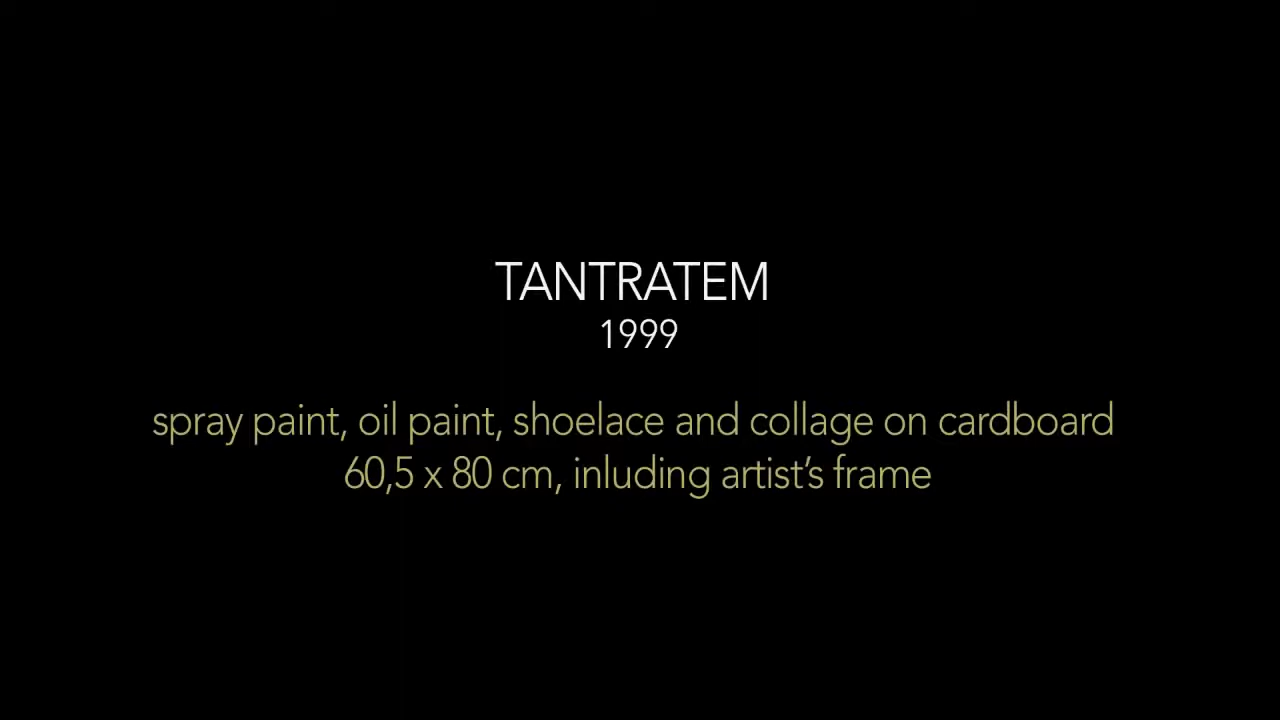 TANTRATEM
1999
spray paint, oil paint, shoelace and collage on cardboard
60,5 x 80 cm, inluding artist’s frame